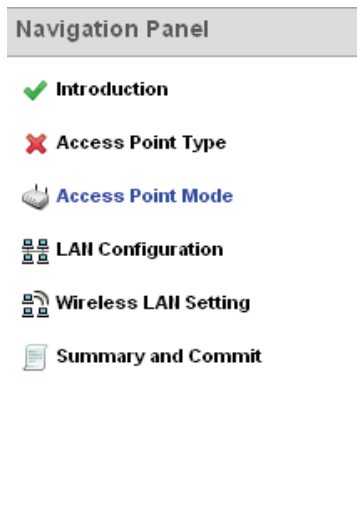 Navigation Panel
Introduction
Access Point Type
Access Point Mode
LAN Configuration
Wireless LAN Setting
Summary and Commit